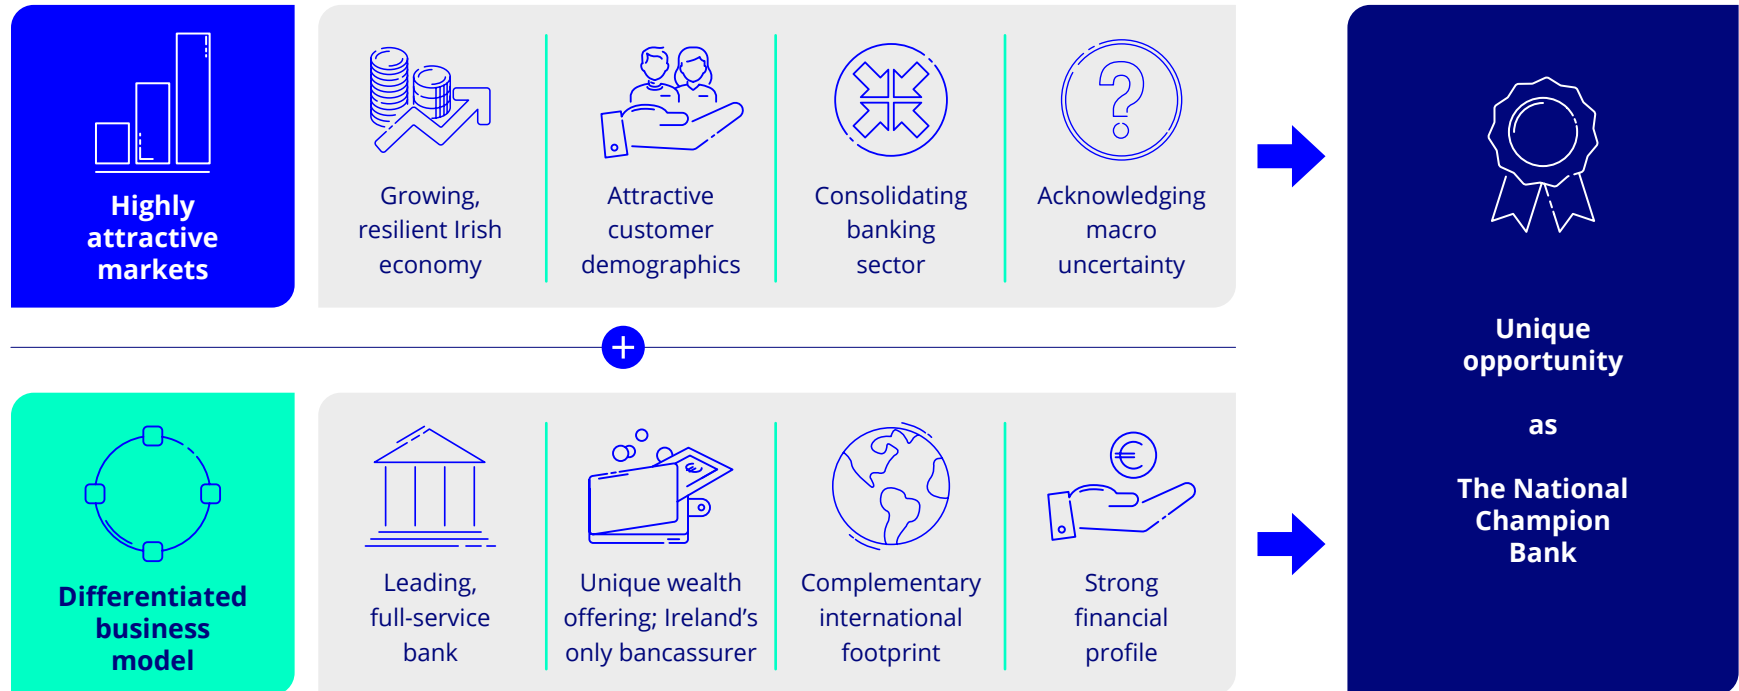 Highly
attractive
markets
Growing,
resilient Irish
economy
Attractive
customer
demographics
Consolidating
banking
sector
Acknowledging
macro
uncertainty
Differentiated
business
model
Leading,
full-service
bank
Unique wealth
offering; Ireland’s
only bancassurer
Complementary
international
footprint
Strong
financial
profile
Unique
opportunity
as
The National
Champion
Bank